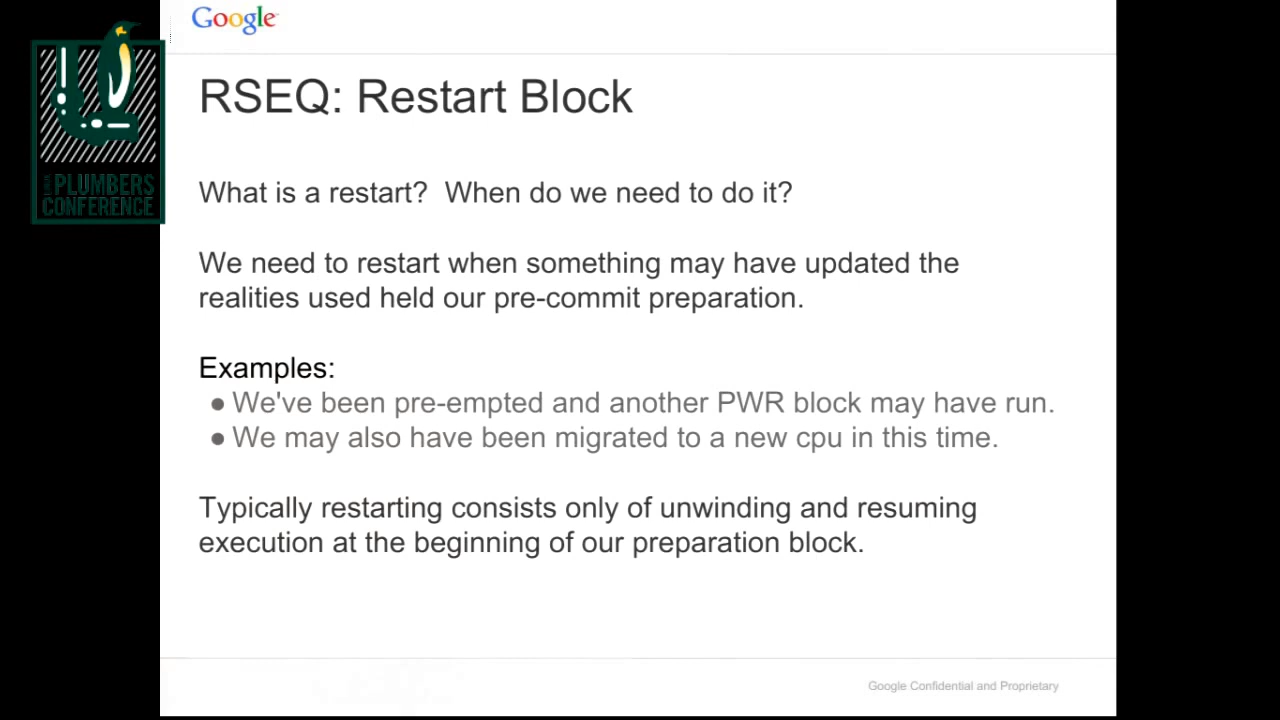 Google
RSEQ: Restart Block
PLUMBERS
CONFERENCE
What is a restart? When do we need to do it?
We need to restart when something may have updated the
realities used held our pre-commit preparation.
Examples:
● We've been pre-empted and another PWR block may have run.
● We may also have been migrated to a new cpu in this time.
Typically restarting consists only of unwinding and resuming
execution at the beginning of our preparation block.
Google Confidential and Proprietary